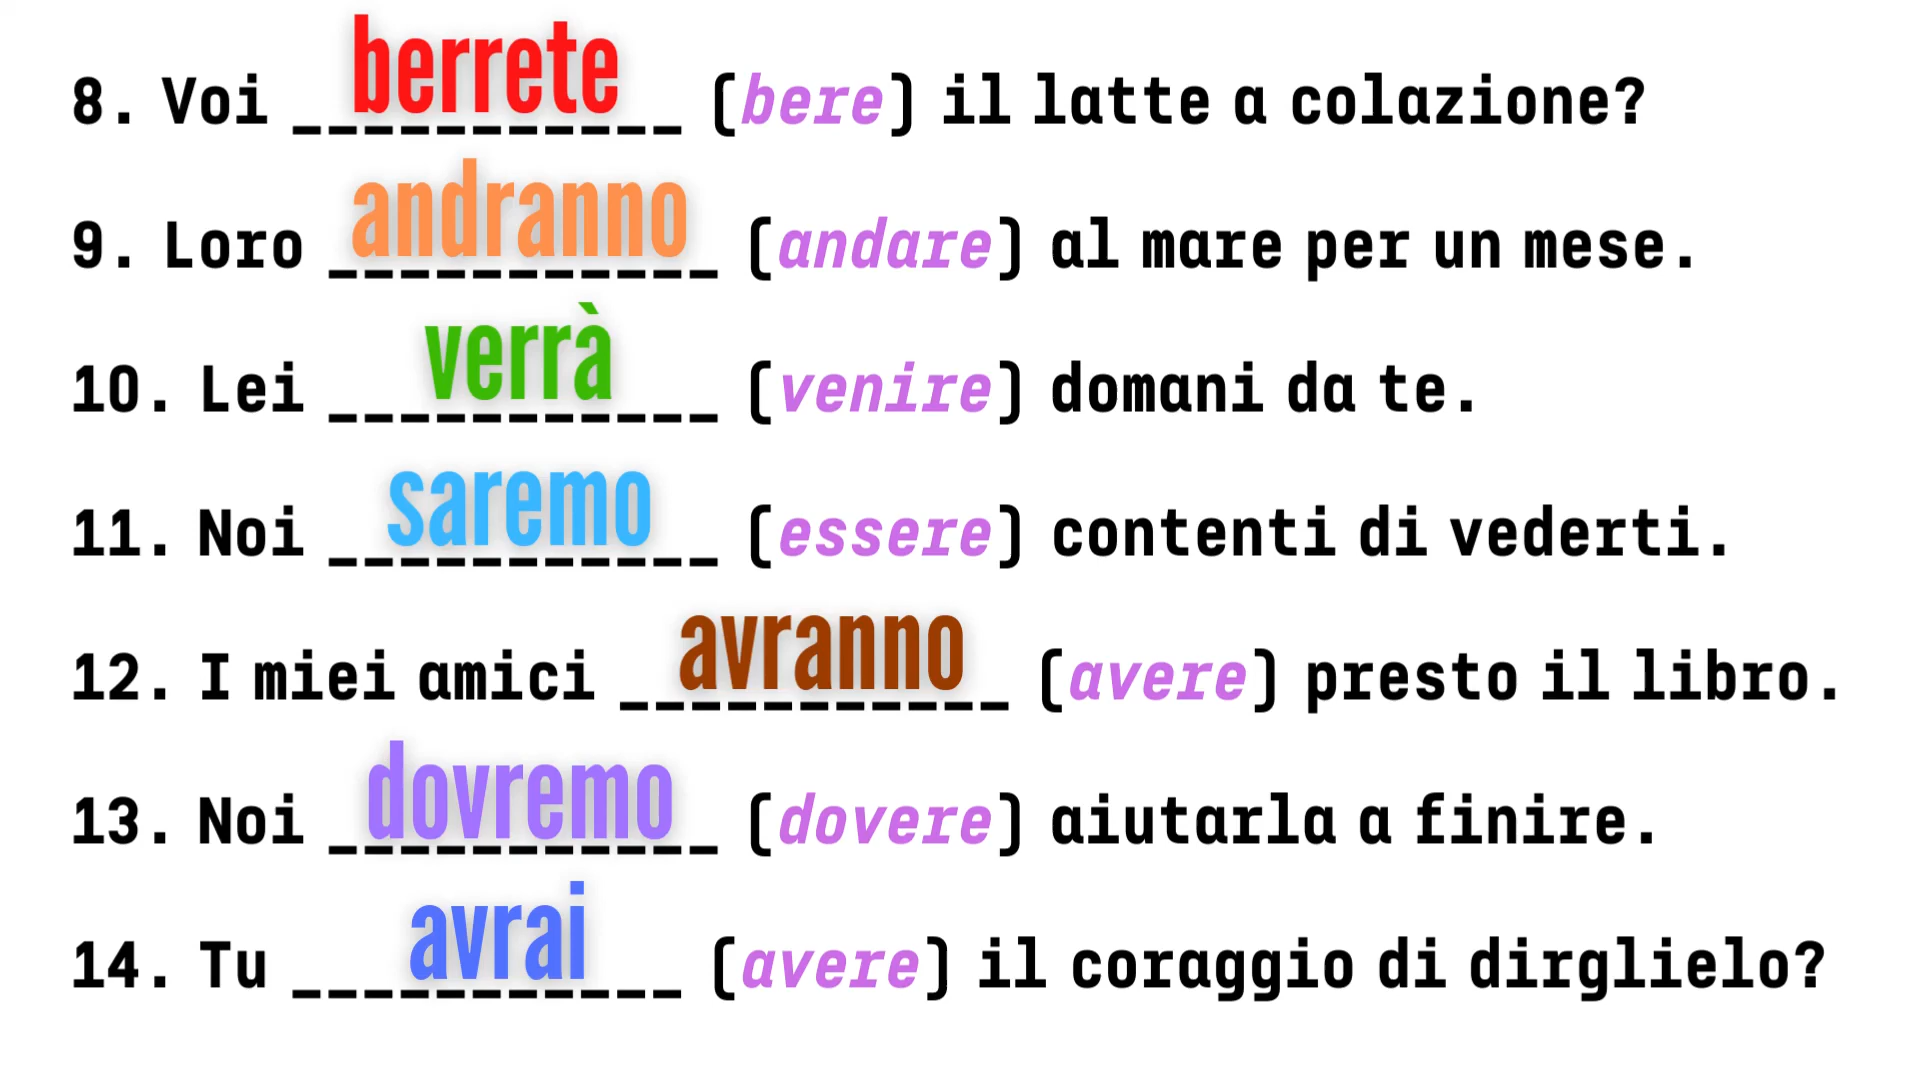 8. Voi berrete (bere) il latte a colazione?
9. Loro andranno (andare) al mare per un mese.
10. Lei verrà (venire) domani da te.
11. Noi saremo (essere) contenti di vederti.
12. I miei amici avranno (avere) presto il libro.
13. Noi dovremo (dovere) aiutarla a finire.
14. Tu avrai (avere) il coraggio di dirglielo?